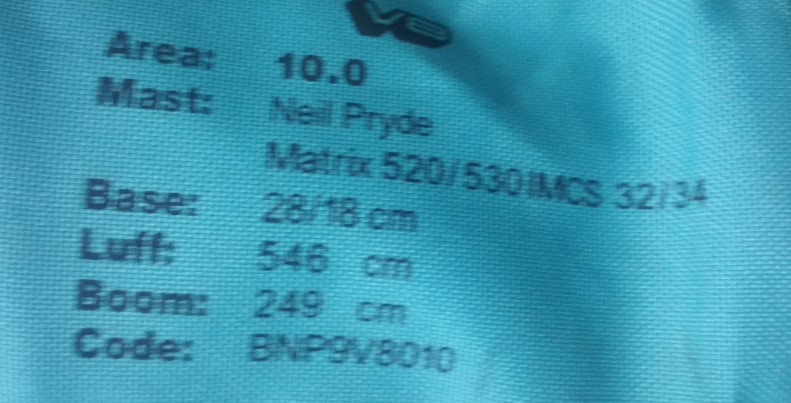 V8
Area: 10.0
Mast: Neil Pryde
Matrix 520/530 IMCS 32/34
Base: 28/18 cm
Luff: 546 cm
Boom: 249 cm
Code: BNP9V8010